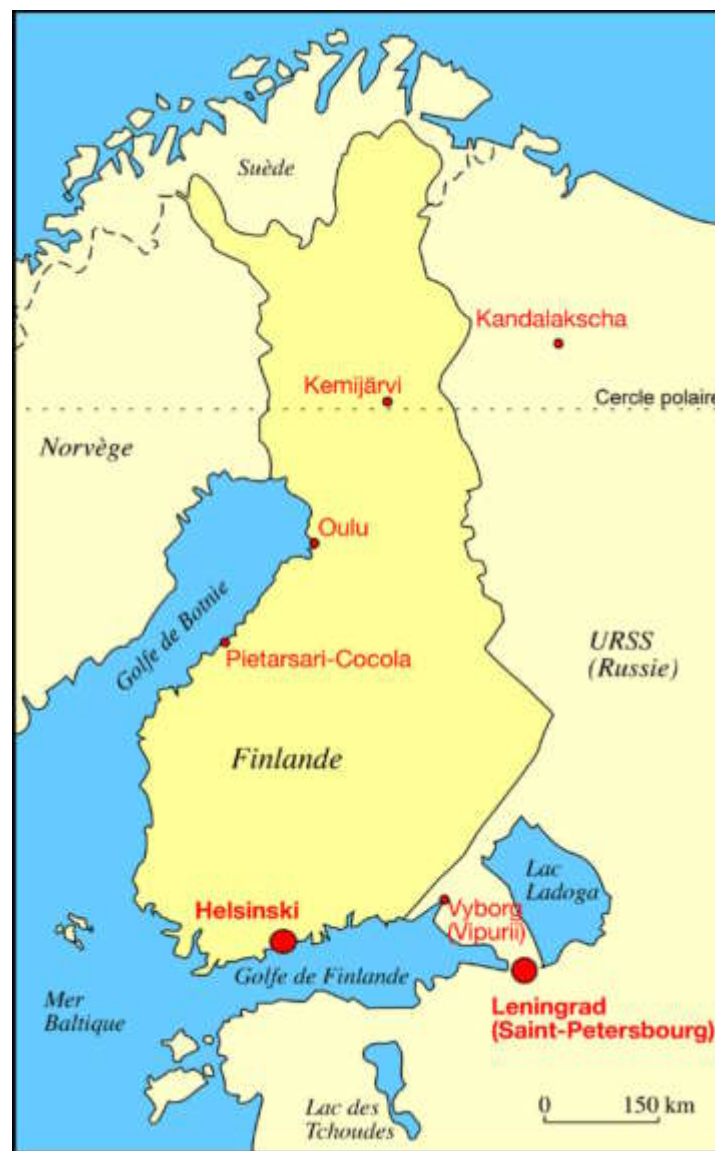 Suède
Kandalakscha
Kemijärvi
Cercle polaire
Norvège
Oulu
Golfe de Botnie
Pietarsari-Cocola
URSS
(Russie)
Finlande
Lac
Ladoga
Helsinski
Vyborg
(Vipurii)
Golfe de Finlande
Mer
Baltique
Leningrad
(Saint-Petersbourg)
Lac des
Tchoudes
0 150 km